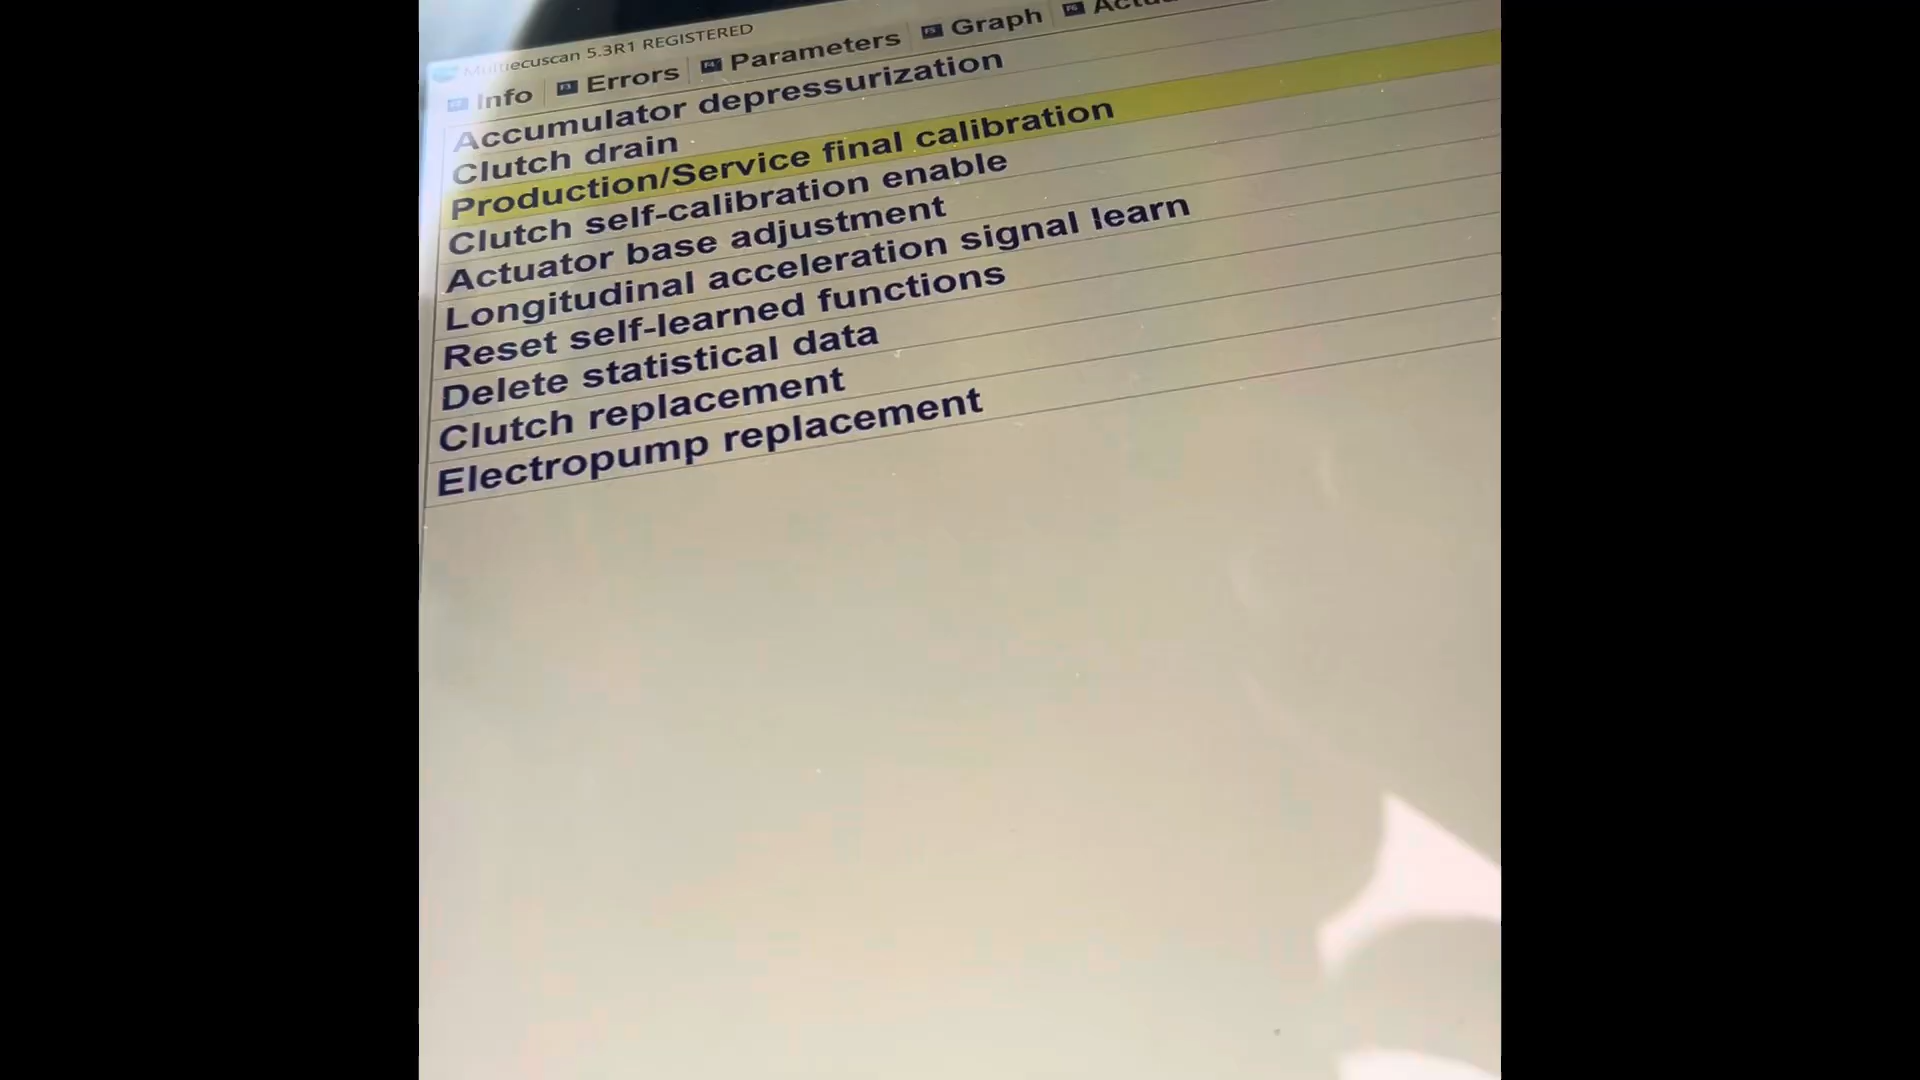 Multiecuscan 5.3R1 REGISTERED
Info Errors Parameters Graph
Accumulator depressurization
Clutch drain
Production/Service final calibration
Clutch self-calibration enable
Actuator base adjustment
Longitudinal acceleration signal learn
Reset self-learned functions
Delete statistical data
Clutch replacement
Electropump replacement